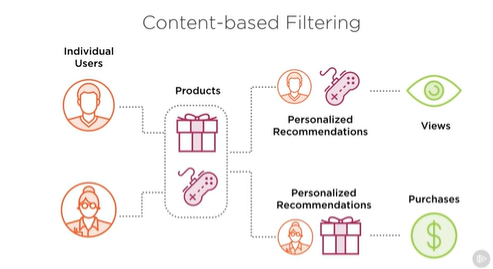 Content-based Filtering
Individual
Users
Products
Personalized
Recommendations
Views
Personalized
Recommendations
Purchases
$